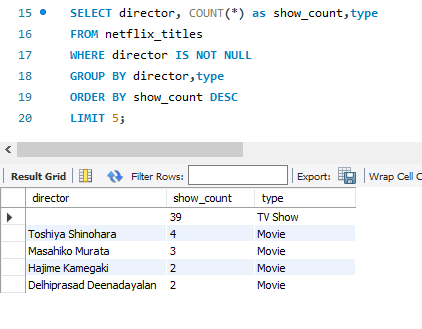 15 SELECT director, COUNT(*) as show_count,type
16 FROM netflix_titles
17 WHERE director IS NOT NULL
18 GROUP BY director,type
19 ORDER BY show_count DESC
20 LIMIT 5;
Result Grid Filter Rows: Export: Wrap Cell C
director show_count type
39 TV Show
Toshiya Shinohara 4 Movie
Masahiko Murata 3 Movie
Hajime Kamegaki 2 Movie
Delhiprasad Deenadayalan 2 Movie